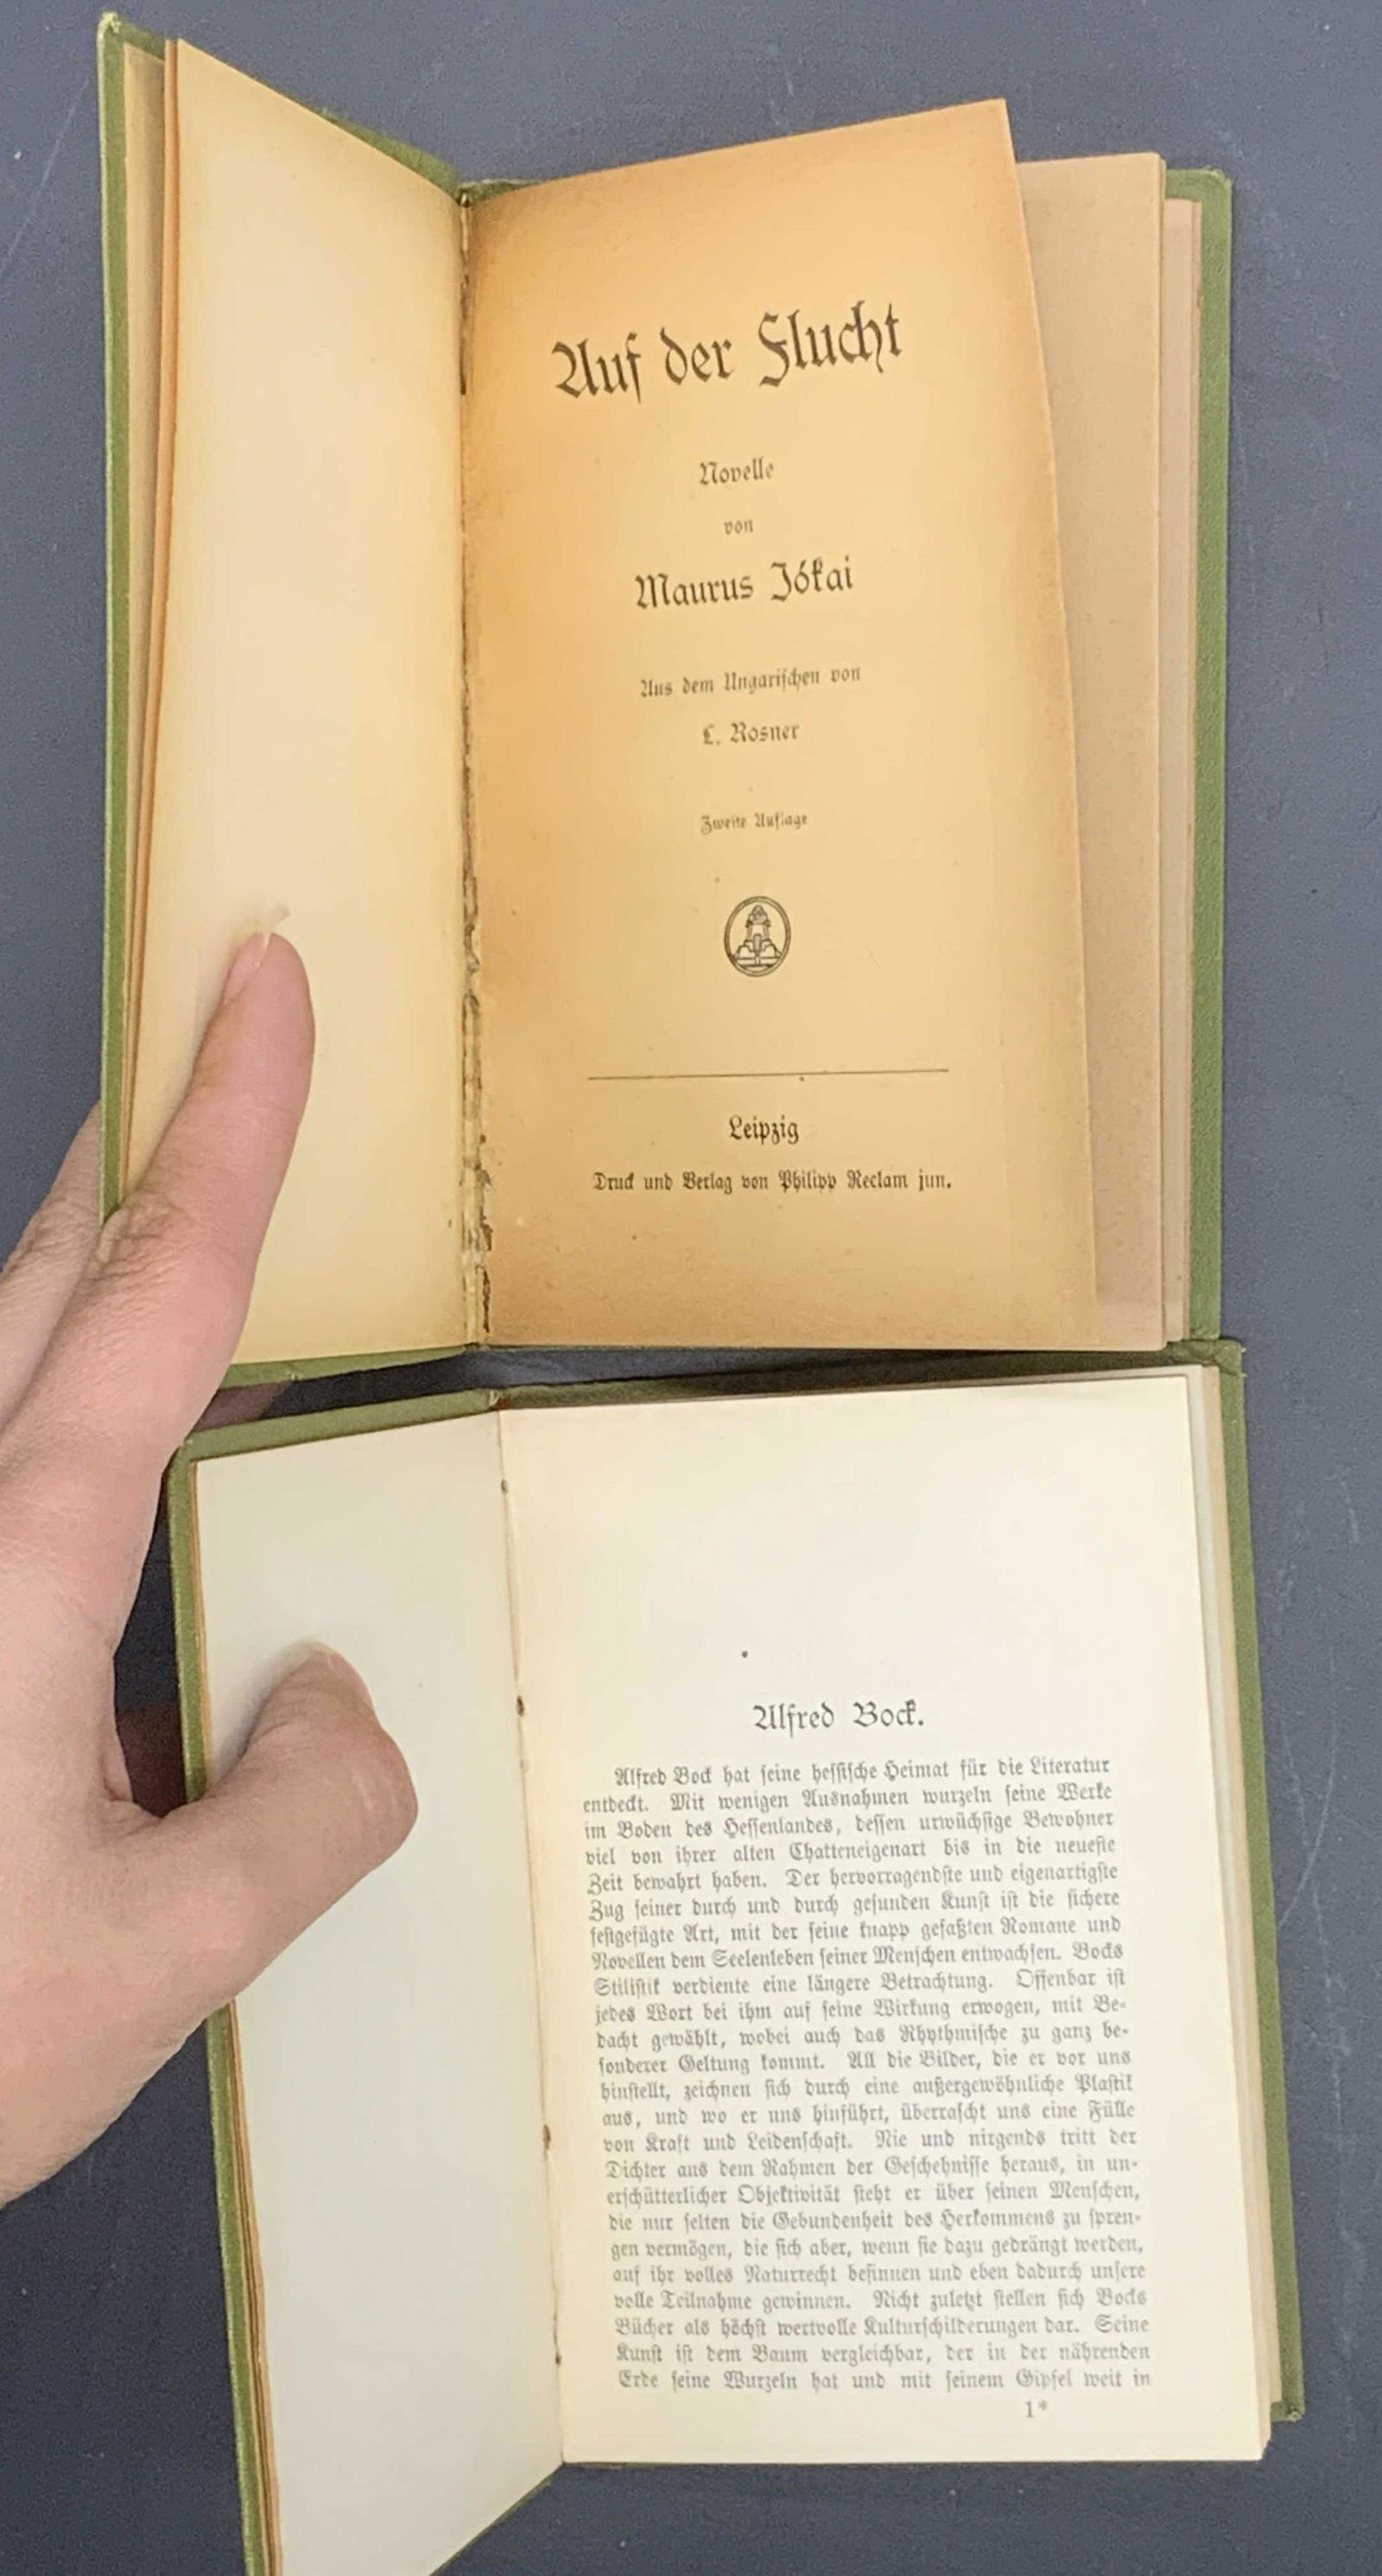 Auf der Flucht
Novelle
von
Maurus Jókai
Aus dem Ungarischen von
L. Rosner
Zweite Auflage
Leipzig
Druck und Verlag von Philipp Reclam jun.
Alfred Bock.
Alfred Bock hat seine hessische Heimat für die Literatur
entdeckt. Mit wenigen Ausnahmen wurzeln seine Werke
im Boden des Hessenlandes, dessen urwüchsige Bewohner
viel von ihrer alten Chatteneigenart bis in die neueste
Zeit bewahrt haben. Der hervorragendste und eigenartigste
Zug seiner durch und durch gesunden Kunst ist die sichere
festgefügte Art, mit der seine knapp gefaßten Romane und
Novellen dem Seelenleben seiner Menschen entwachsen. Bocks
Stilistik verdiente eine längere Betrachtung. Offenbar ist
jedes Wort bei ihm auf seine Wirkung erwogen, mit Be-
dacht gewählt, wobei auch das Rhythmische zu ganz be-
sonderer Geltung kommt. All die Bilder, die er vor uns
hinstellt, zeichnen sich durch eine außergewöhnliche Plastik
aus, und wo er uns hinführt, überrascht uns eine Fülle
von Kraft und Leidenschaft. Nie und nirgends tritt der
Dichter aus dem Rahmen der Geschehnisse heraus, in un-
erschütterlicher Objektivität steht er über seinen Menschen,
die nur selten die Gebundenheit des Herkommens zu spren-
gen vermögen, die sich aber, wenn sie dazu gedrängt werden,
auf ihr volles Naturrecht besinnen und eben dadurch unsere
volle Teilnahme gewinnen. Nicht zuletzt stellen sich Bocks
Bücher als höchst wertvolle Kulturschilderungen dar. Seine
Kunst ist dem Baum vergleichbar, der in der nährenden
Erde seine Wurzeln hat und mit seinem Gipfel weit in
1*